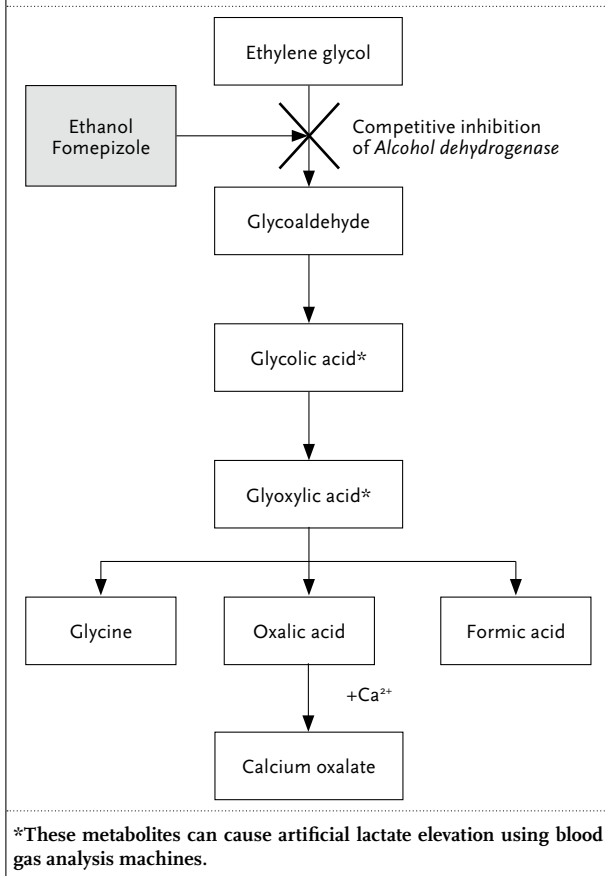 Ethylene glycol
Ethanol
Fomepizole
Competitive inhibition
of Alcohol dehydrogenase
Glycoaldehyde
Glycolic acid*
Glyoxylic acid*
Glycine
Oxalic acid
Formic acid
+Ca²⁺
Calcium oxalate
*These metabolites can cause artificial lactate elevation using blood
gas analysis machines.